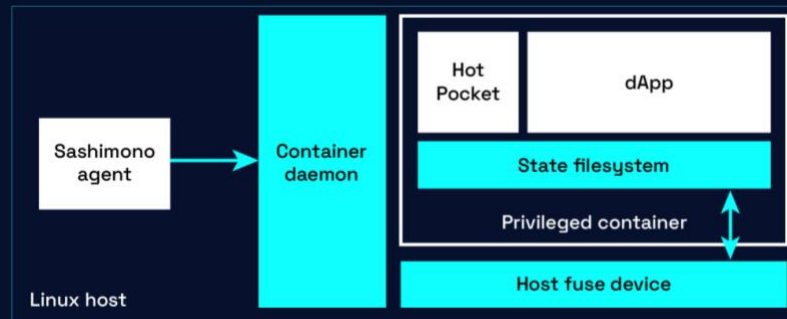 Sashimono
agent
Container
daemon
Hot
Pocket
dApp
State filesystem
Privileged container
Host fuse device
Linux host